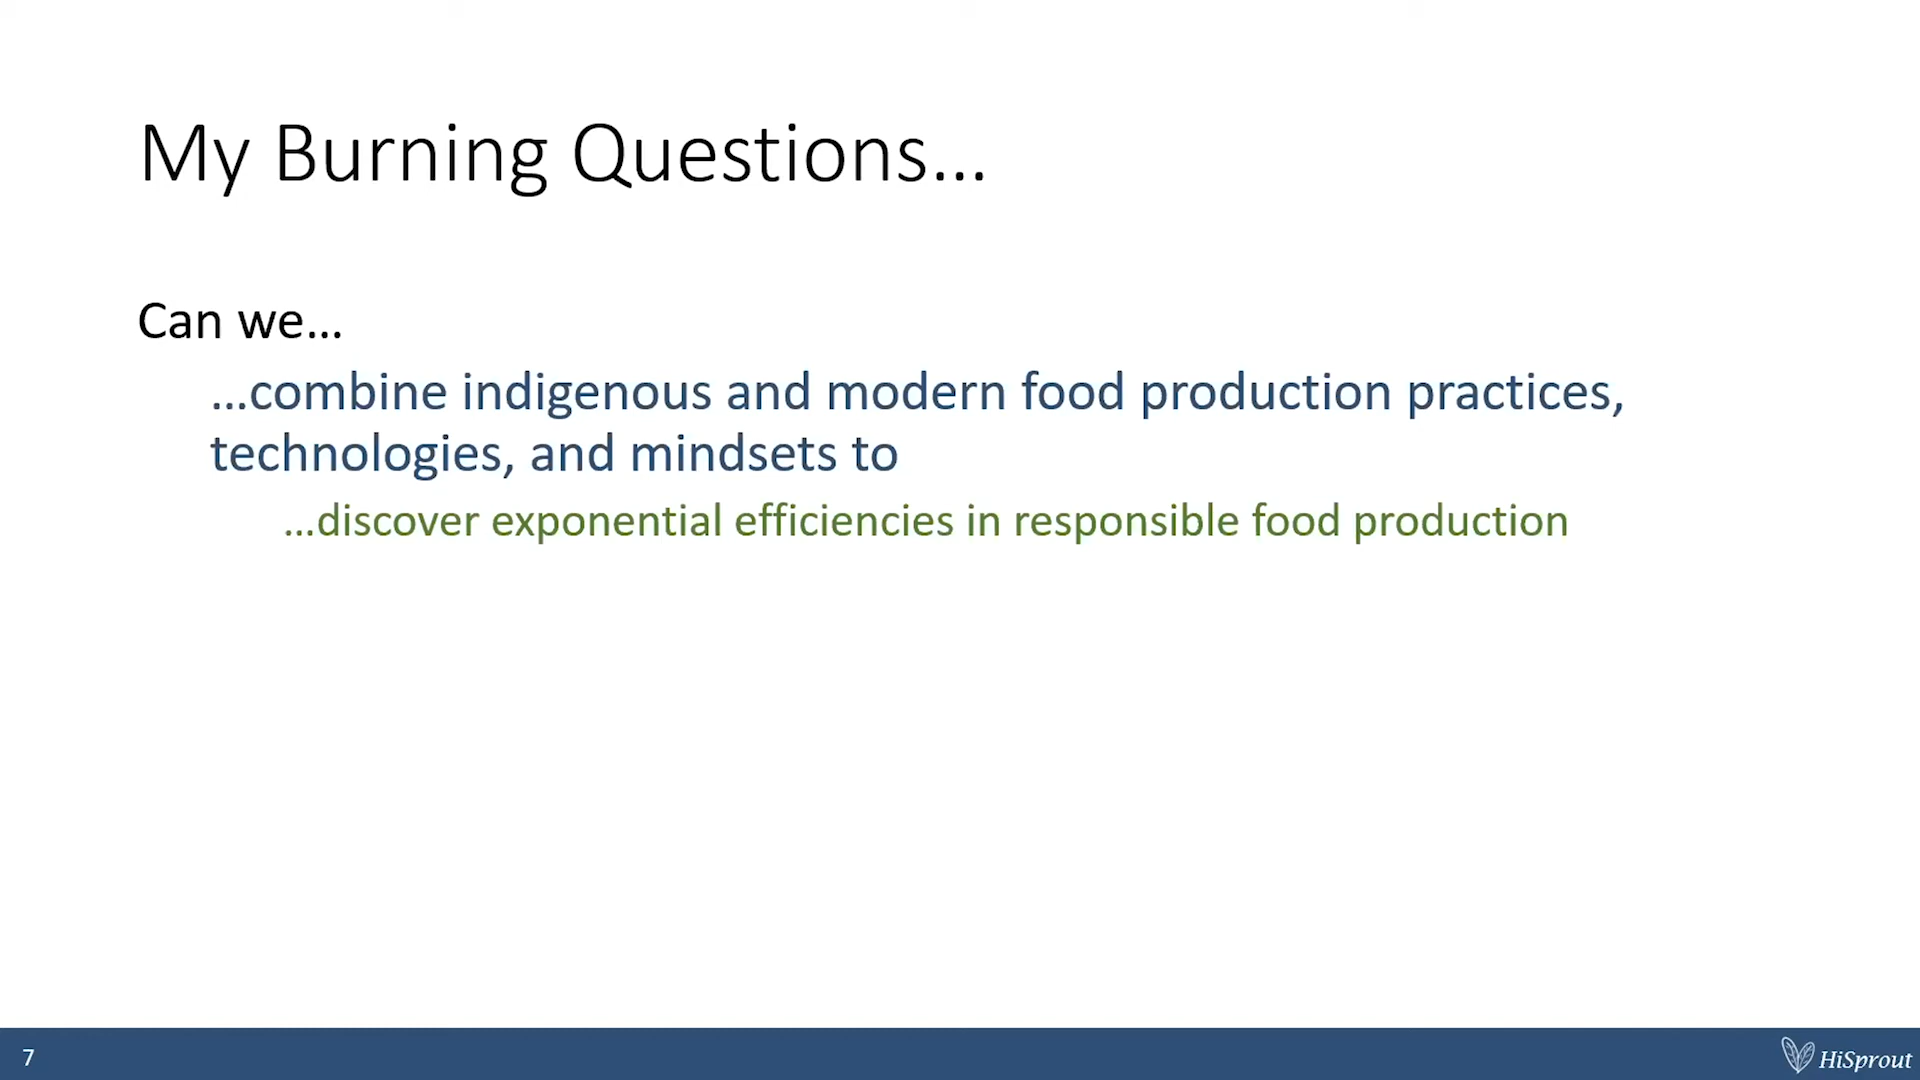 My Burning Questions...
Can we...
...combine indigenous and modern food production practices,
technologies, and mindsets to
...discover exponential efficiencies in responsible food production
7
HiSprout